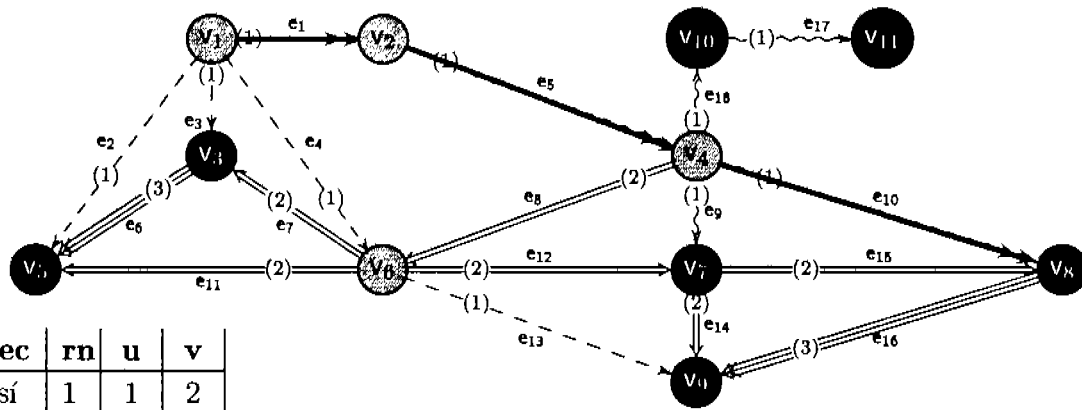 v1 (1) e1 v2 v10 (1) e17 v11
(1) (1) e5 e18
e2 e3 e4 (1)
(1) v3 v4 (1)
(3) (2) (1) (2) (1) e10
e6 e7 e8 e9
v5 (2) v6 (2) e12 v7 (2) e15 v8
e11 (1) (2) e14
e13 (3) e16
v9
ec rn u v
sí 1 1 2